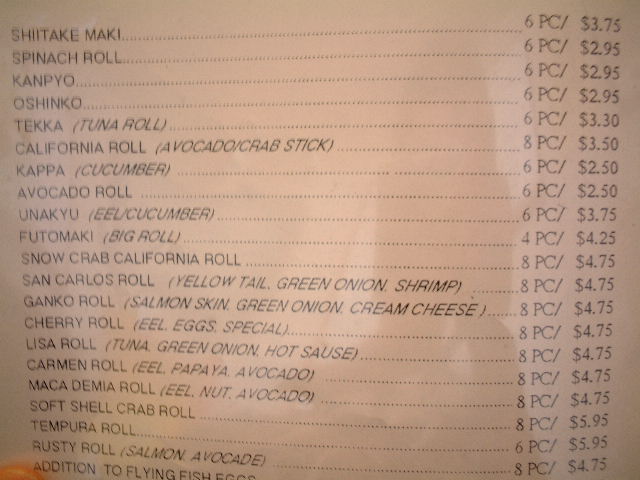 SHIITAKE MAKI........ 6 PC/ $3.75
SPINACH ROLL........ 6 PC/ $2.95
KANPYO........ 6 PC/ $2.95
OSHINKO........ 6 PC/ $2.95
TEKKA (TUNA ROLL)........ 6 PC/ $3.30
CALIFORNIA ROLL (AVOCADO/CRAB STICK)........ 8 PC/ $3.50
KAPPA (CUCUMBER)........ 6 PC/ $2.50
AVOCADO ROLL........ 6 PC/ $2.50
UNAKYU (EEL/CUCUMBER)........ 6 PC/ $3.75
FUTOMAKI (BIG ROLL)........ 4 PC/ $4.25
SNOW CRAB CALIFORNIA ROLL........ 8 PC/ $4.75
SAN CARLOS ROLL (YELLOW TAIL, GREEN ONION, SHRIMP)........ 8 PC/ $4.75
GANKO ROLL (SALMON SKIN, GREEN ONION, CREAM CHEESE )...... 8 PC/ $4.75
CHERRY ROLL (EEL, EGGS, SPECIAL)........ 8 PC/ $4.75
LISA ROLL (TUNA, GREEN ONION, HOT SAUSE)........ 8 PC/ $4.75
CARMEN ROLL (EEL, PAPAYA, AVOCADO)........ 8 PC/ $4.75
MACA DEMIA ROLL (EEL, NUT, AVOCADO)........ 8 PC/ $4.75
SOFT SHELL CRAB ROLL........ 8 PC/ $5.95
TEMPURA ROLL........ 6 PC/ $5.95
RUSTY ROLL (SALMON, AVOCADE)........ 8 PC/ $4.75
ADDITION TO FLYING FISH EGGS